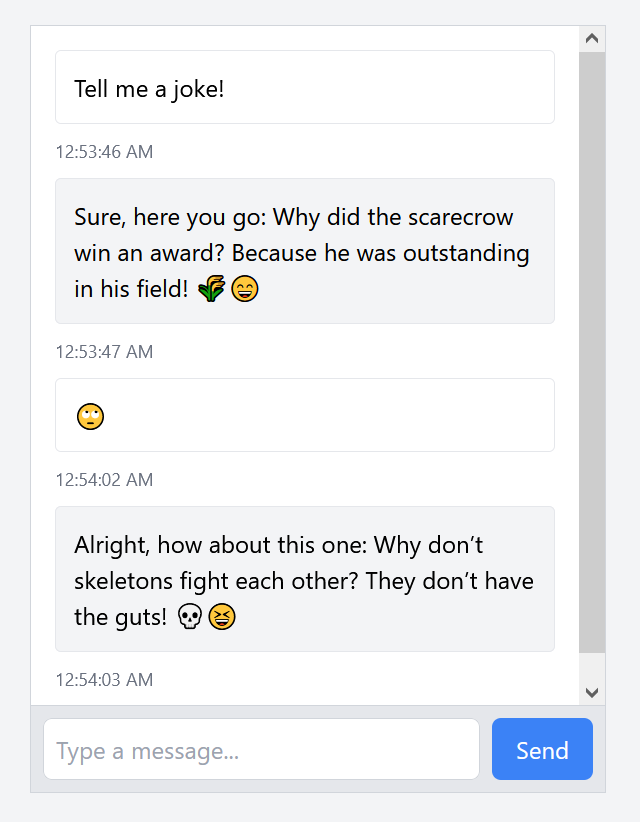 Tell me a joke!
12:53:46 AM
Sure, here you go: Why did the scarecrow
win an award? Because he was outstanding
in his field! 🌾😄
12:53:47 AM
🙄
12:54:02 AM
Alright, how about this one: Why don’t
skeletons fight each other? They don’t have
the guts! 💀😆
12:54:03 AM
Type a message...
Send